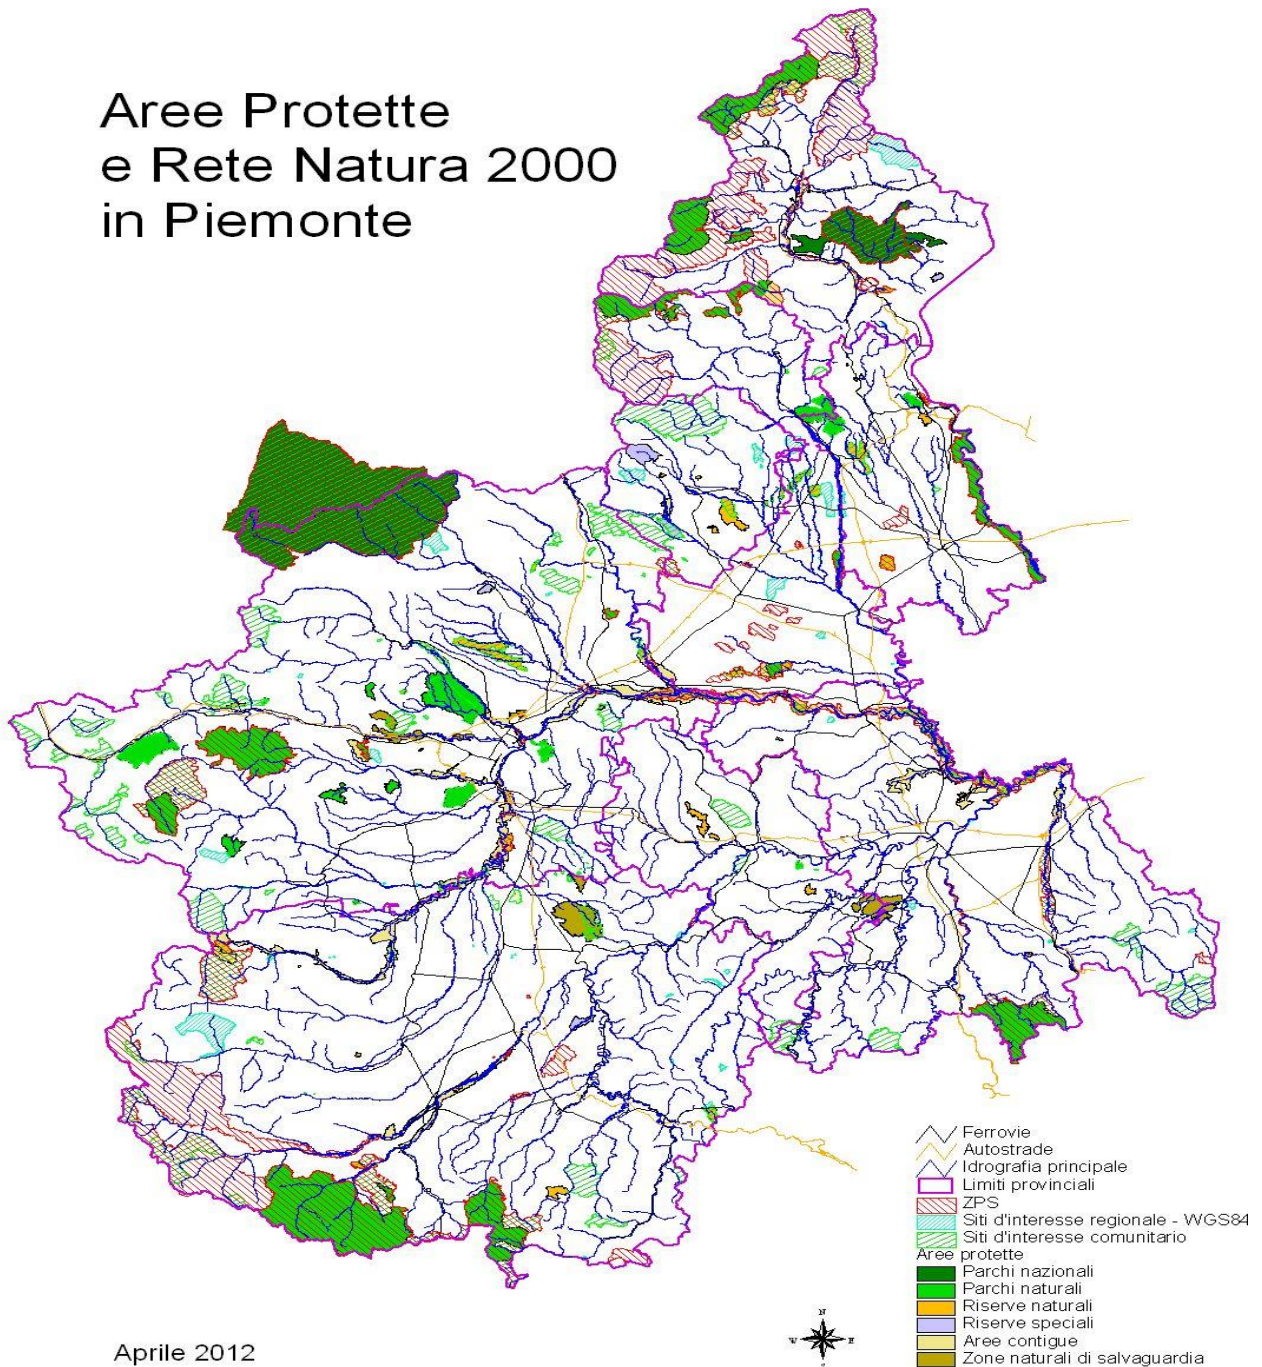 Aree Protette
e Rete Natura 2000
in Piemonte
Ferrovie
Autostrade
Idrografia principale
Limiti provinciali
ZPS
Siti d'interesse regionale - WGS84
Siti d'interesse comunitario
Aree protette
Parchi nazionali
Parchi naturali
Riserve naturali
Riserve speciali
Aree contigue
Zone naturali di salvaguardia
N
W E
Aprile 2012